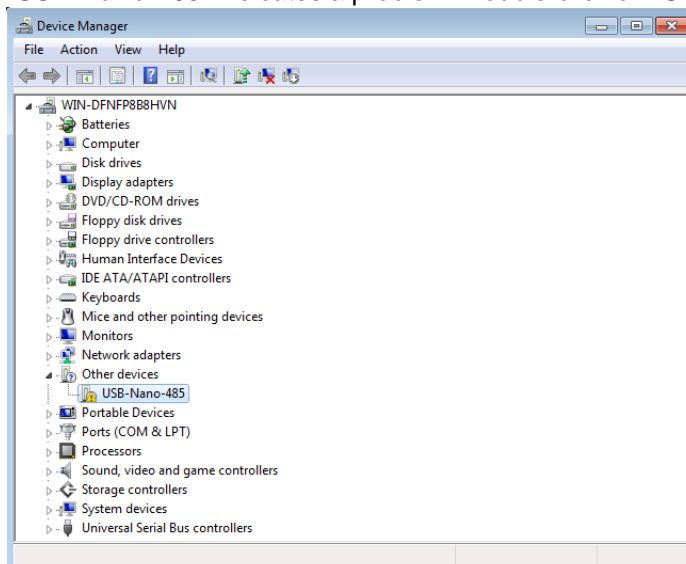 Device Manager
File Action View Help
WIN-DFNFP8B8HVN
Batteries
Computer
Disk drives
Display adapters
DVD/CD-ROM drives
Floppy disk drives
Floppy drive controllers
Human Interface Devices
IDE ATA/ATAPI controllers
Keyboards
Mice and other pointing devices
Monitors
Network adapters
Other devices
USB-Nano-485
Portable Devices
Ports (COM & LPT)
Processors
Sound, video and game controllers
Storage controllers
System devices
Universal Serial Bus controllers